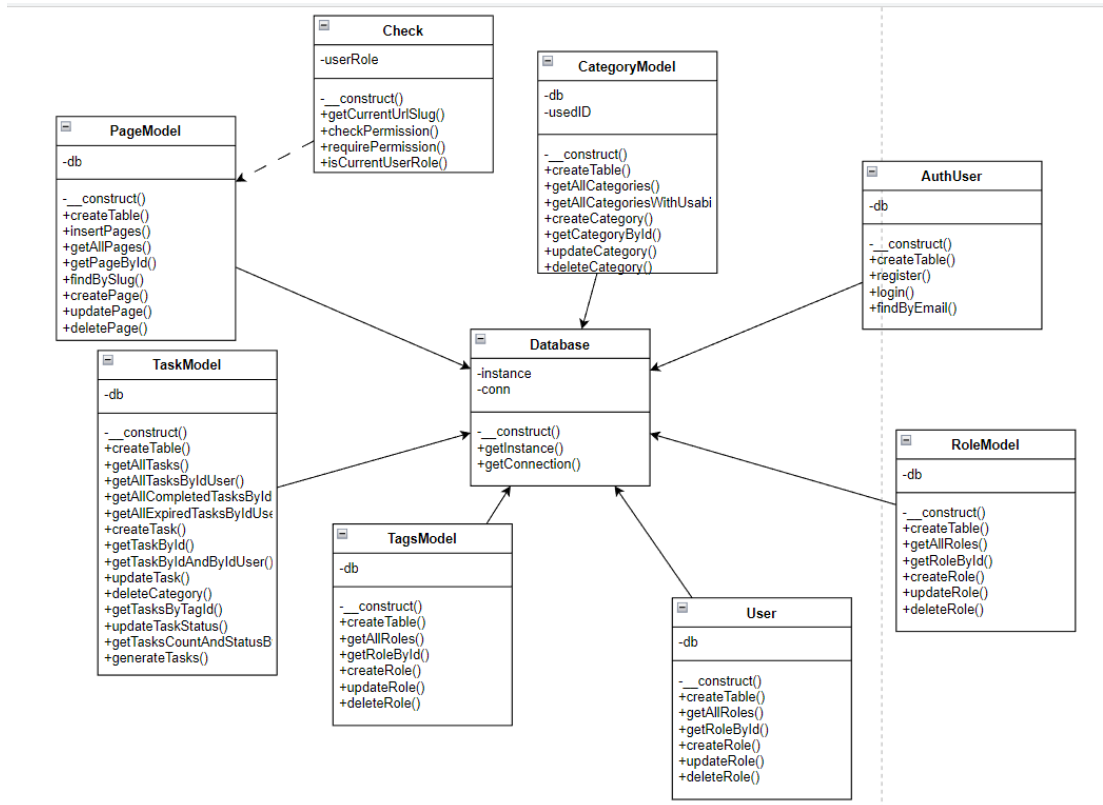 Check
-userRole
-__construct()
+getCurrentUrlSlug()
+checkPermission()
+requirePermission()
+isCurrentUserRole()
CategoryModel
-db
-usedID
-__construct()
+createTable()
+getAllCategories()
+getAllCategoriesWithUsabi
+createCategory()
+getCategoryById()
+updateCategory()
+deleteCategory()
PageModel
-db
-__construct()
+createTable()
+insertPages()
+getAllPages()
+getPageById()
+findBySlug()
+createPage()
+updatePage()
+deletePage()
AuthUser
-db
-__construct()
+createTable()
+register()
+login()
+findByEmail()
Database
-instance
-conn
-__construct()
+getInstance()
+getConnection()
TaskModel
-db
-__construct()
+createTable()
+getAllTasks()
+getAllTasksByIdUser()
+getAllCompletedTasksById
+getAllExpiredTasksByIdUse
+createTask()
+getTaskById()
+getTaskByIdAndByIdUser()
+updateTask()
+deleteCategory()
+getTasksByTagId()
+updateTaskStatus()
+getTasksCountAndStatusB
+generateTasks()
RoleModel
-db
-__construct()
+createTable()
+getAllRoles()
+getRoleById()
+createRole()
+updateRole()
+deleteRole()
TagsModel
-db
-__construct()
+createTable()
+getAllRoles()
+getRoleById()
+createRole()
+updateRole()
+deleteRole()
User
-db
-__construct()
+createTable()
+getAllRoles()
+getRoleById()
+createRole()
+updateRole()
+deleteRole()